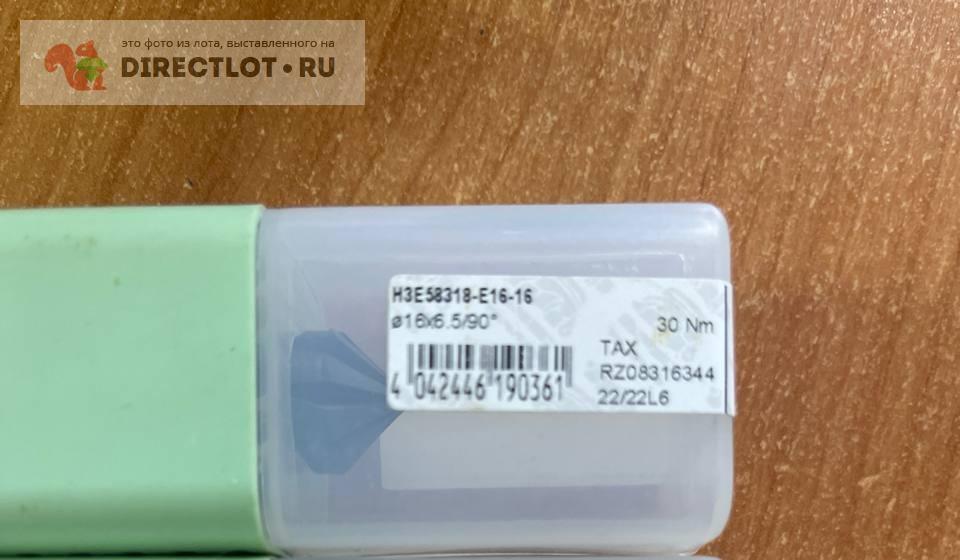 это фото из лота, выставленного на
DIRECTLOT•RU
H3E58318-E16-16
ø16x6.5/90°
30 Nm
TAX
RZ08316344
4 042446 190361
22/22L6